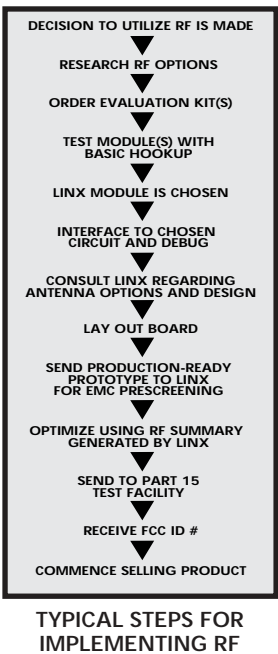 DECISION TO UTILIZE RF IS MADE
RESEARCH RF OPTIONS
ORDER EVALUATION KIT(S)
TEST MODULE(S) WITH
BASIC HOOKUP
LINX MODULE IS CHOSEN
INTERFACE TO CHOSEN
CIRCUIT AND DEBUG
CONSULT LINX REGARDING
ANTENNA OPTIONS AND DESIGN
LAY OUT BOARD
SEND PRODUCTION-READY
PROTOTYPE TO LINX
FOR EMC PRESCREENING
OPTIMIZE USING RF SUMMARY
GENERATED BY LINX
SEND TO PART 15
TEST FACILITY
RECEIVE FCC ID #
COMMENCE SELLING PRODUCT
TYPICAL STEPS FOR
IMPLEMENTING RF